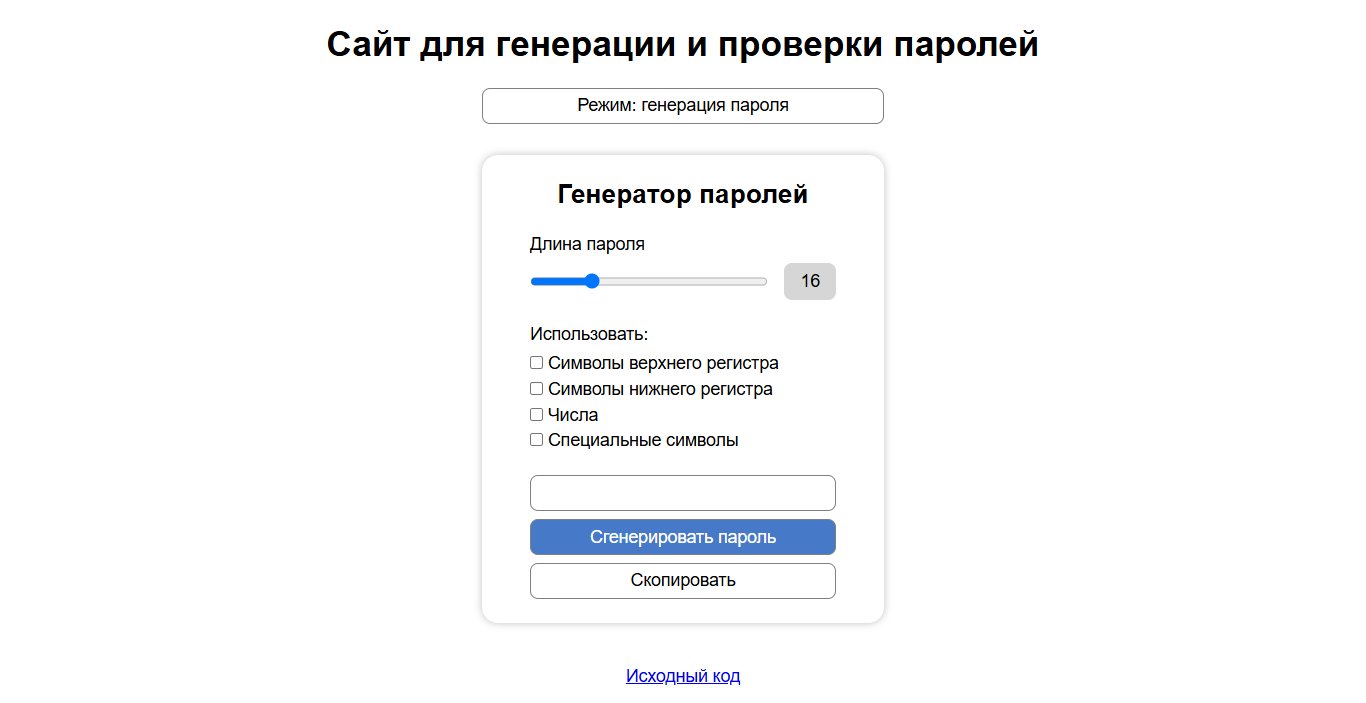 Сайт для генерации и проверки паролей
Режим: генерация пароля
Генератор паролей
Длина пароля
16
Использовать:
Символы верхнего регистра
Символы нижнего регистра
Числа
Специальные символы
Сгенерировать пароль
Скопировать
Исходный код